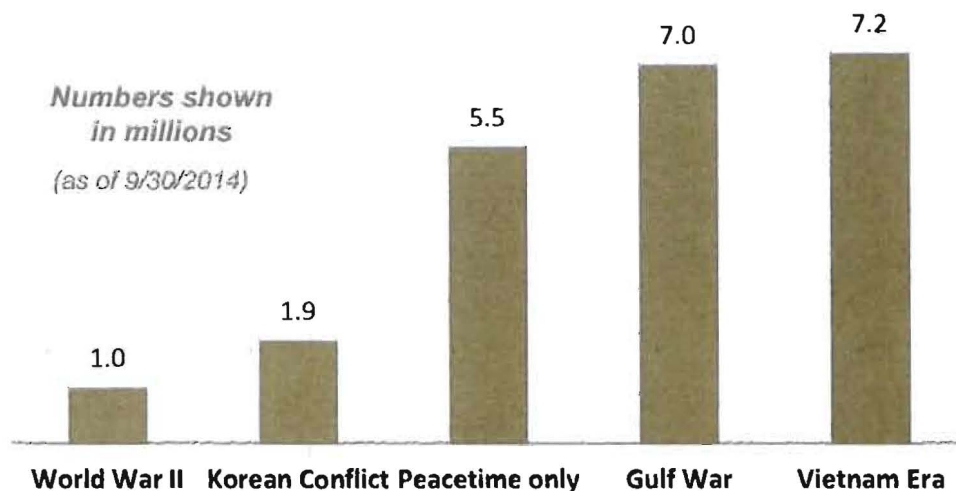 7.2
7.0
5.5
Numbers shown
in millions
(as of 9/30/2014)
1.9
1.0
World War II Korean Conflict Peacetime only Gulf War Vietnam Era